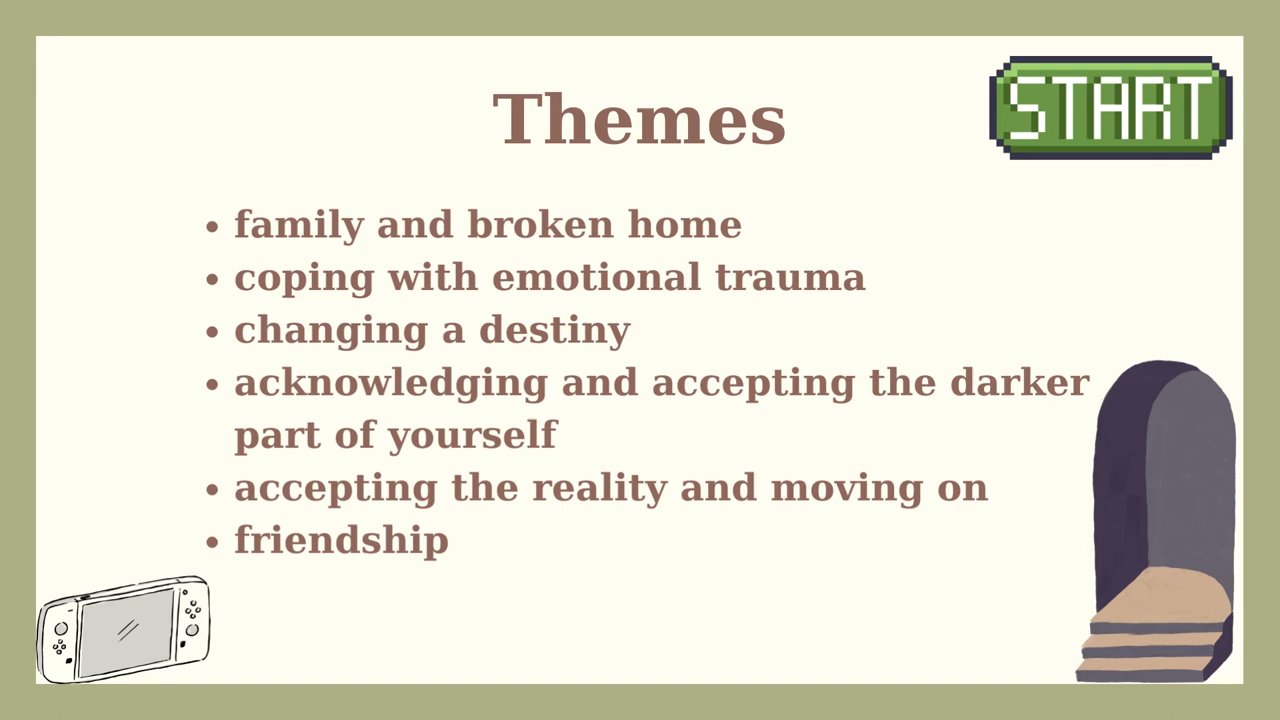 START
Themes
• family and broken home
• coping with emotional trauma
• changing a destiny
• acknowledging and accepting the darker
part of yourself
• accepting the reality and moving on
• friendship